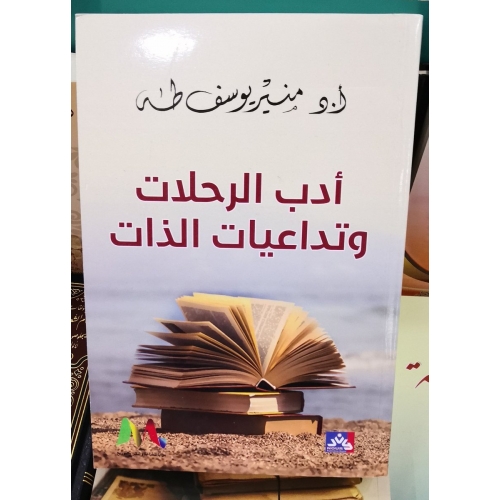 أ.د منير يوسف طه
أدب الرحلات
وتداعيات الذات